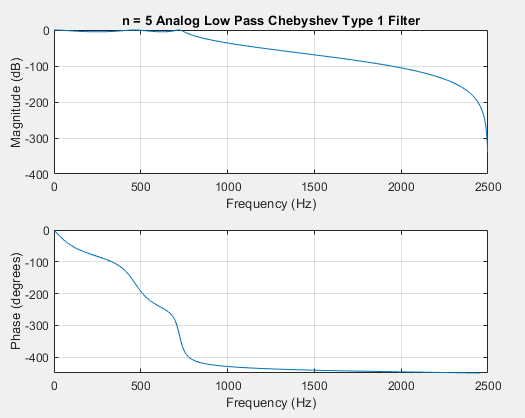 n = 5 Analog Low Pass Chebyshev Type 1 Filter
Magnitude (dB)
0
-100
-200
-300
-400
0 500 1000 1500 2000 2500
Frequency (Hz)
Phase (degrees)
0
-100
-200
-300
-400
0 500 1000 1500 2000 2500
Frequency (Hz)